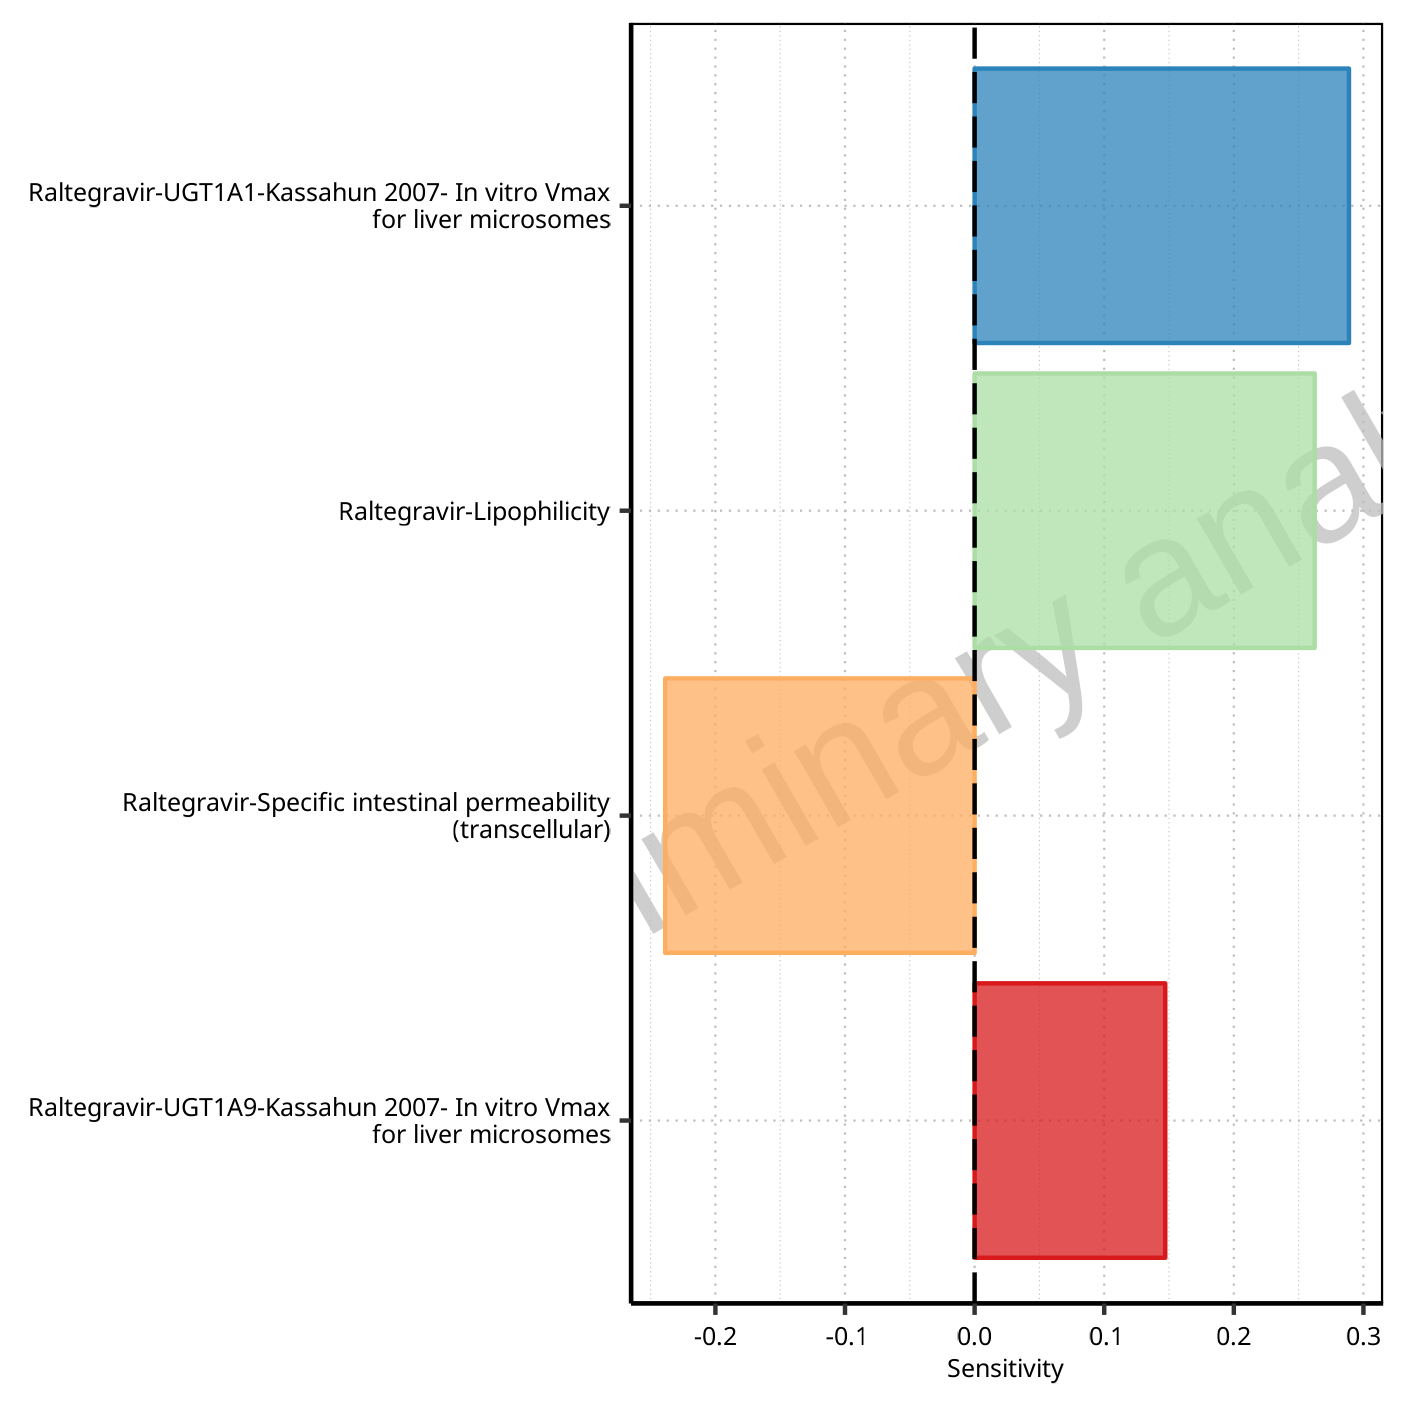 Raltegravir-UGT1A1-Kassahun 2007- In vitro Vmax
for liver microsomes
Raltegravir-Lipophilicity
Raltegravir-Specific intestinal permeability
(transcellular)
Raltegravir-UGT1A9-Kassahun 2007- In vitro Vmax
for liver microsomes
minary anal
-0.2 -0.1 0.0 0.1 0.2 0.3
Sensitivity